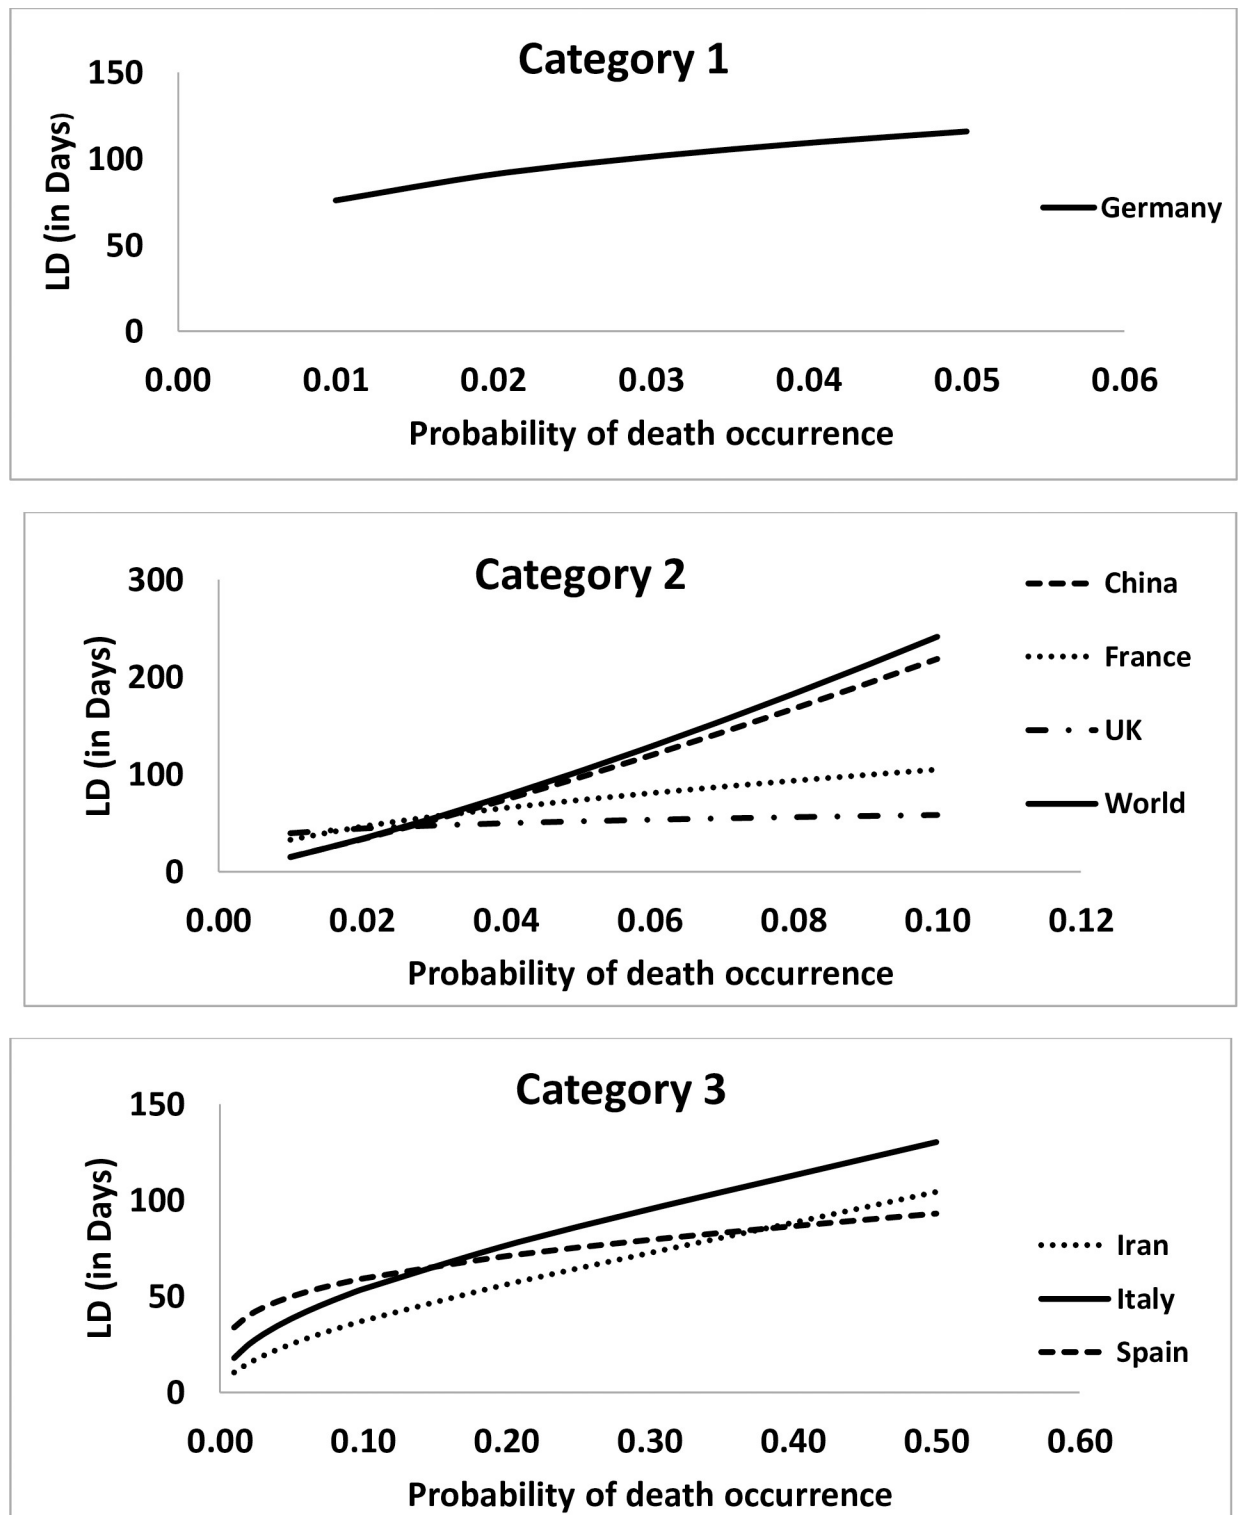 Category 1
150
100
50
0
LD (in Days)
Germany
0.00 0.01 0.02 0.03 0.04 0.05 0.06
Probability of death occurrence
Category 2
300
200
100
0
LD (in Days)
China
France
UK
World
0.00 0.02 0.04 0.06 0.08 0.10 0.12
Probability of death occurrence
Category 3
150
100
50
0
LD (in Days)
Iran
Italy
Spain
0.00 0.10 0.20 0.30 0.40 0.50 0.60
Probability of death occurrence